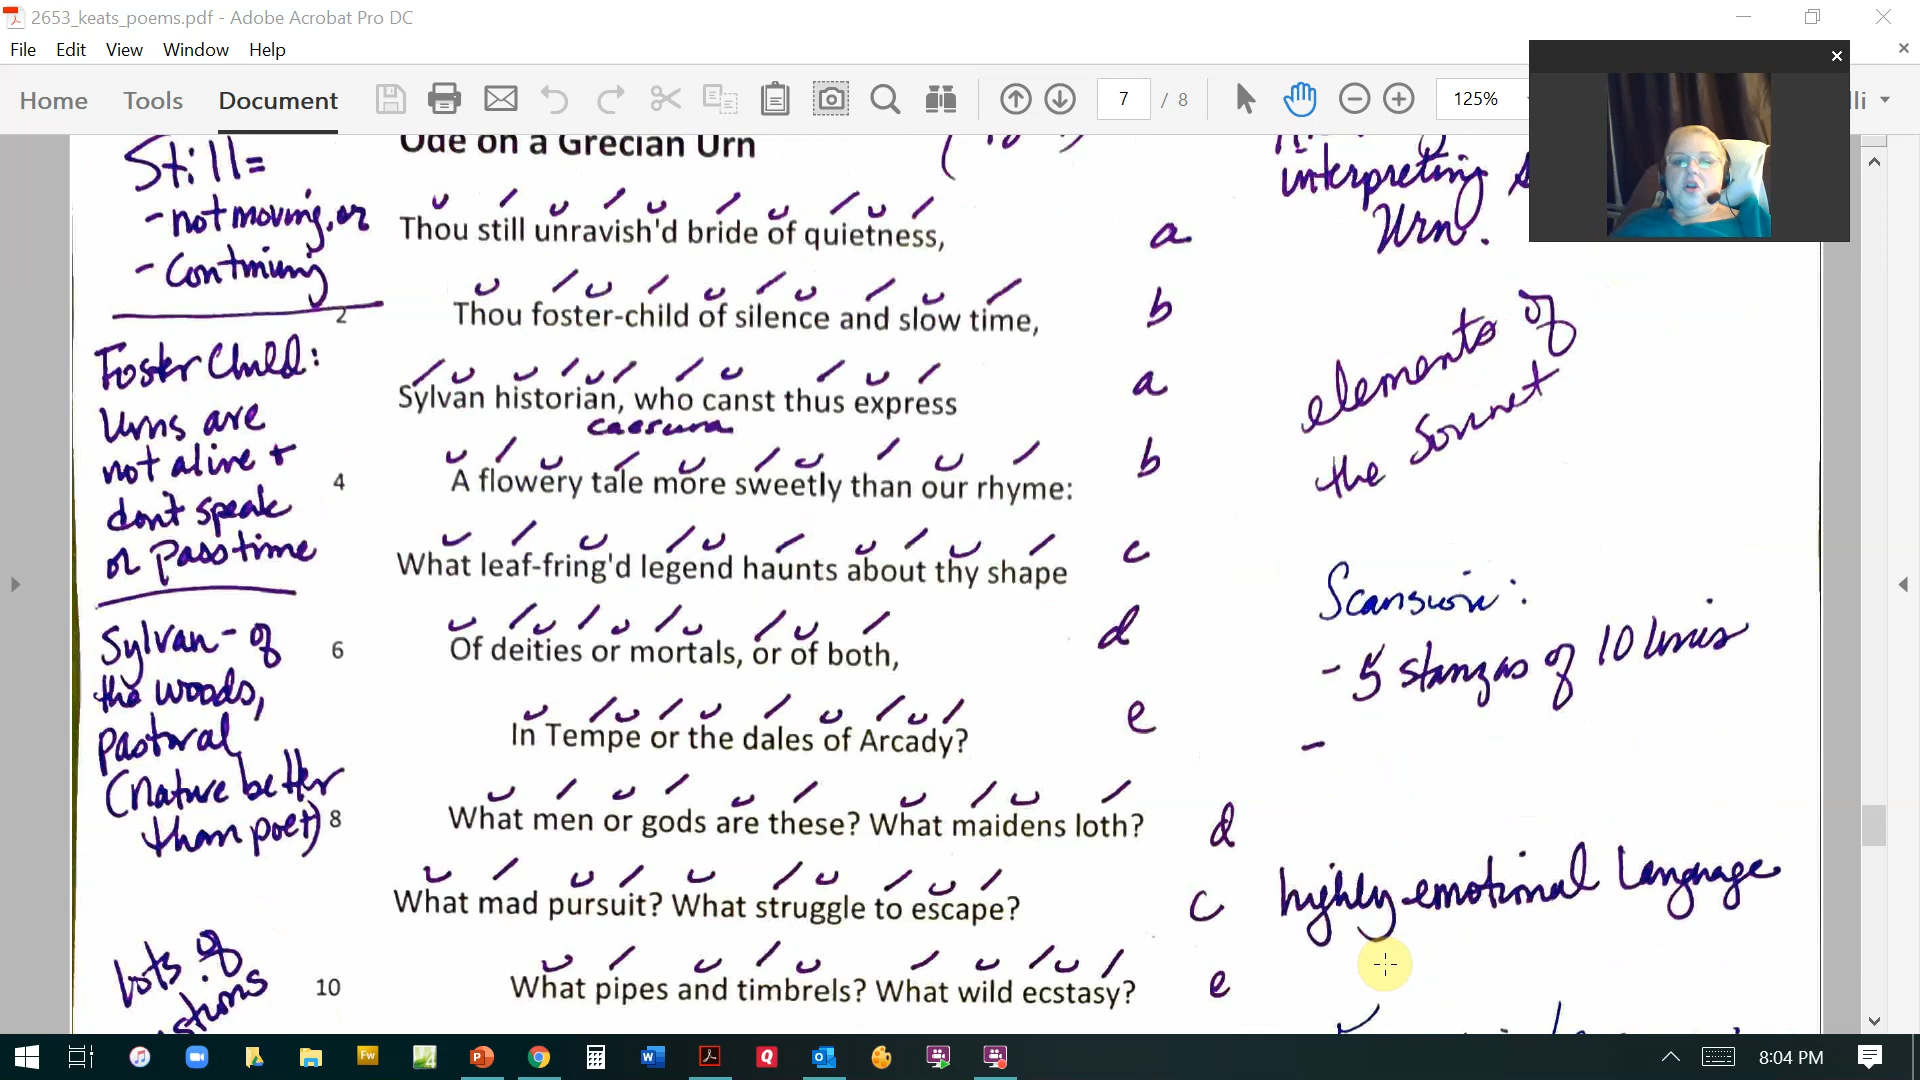 2653_keats_poems.pdf - Adobe Acrobat Pro DC
File Edit View Window Help
Home Tools Document
7 / 8
125%
lli
Ode on a Grecian Urn
Still=
- not moving, or
- Continuing
interpreting
Urn.
Thou still unravish'd bride of quietness, a
2 Thou foster-child of silence and slow time, b
Sylvan historian, who canst thus express a
caesura
4 A flowery tale more sweetly than our rhyme: b
What leaf-fring'd legend haunts about thy shape c
6 Of deities or mortals, or of both, d
In Tempe or the dales of Arcady? e
8 What men or gods are these? What maidens loth? d
What mad pursuit? What struggle to escape? c
10 What pipes and timbrels? What wild ecstasy? e
Foster Child:
Urns are
not alive +
dont speak
or pass time
Sylvan - of
the woods,
pastoral
(nature better
than poet)
lots of
elements of
the Sonnet
Scansion:
- 5 stanzas of 10 lines
-
highly-emotional language
8:04 PM